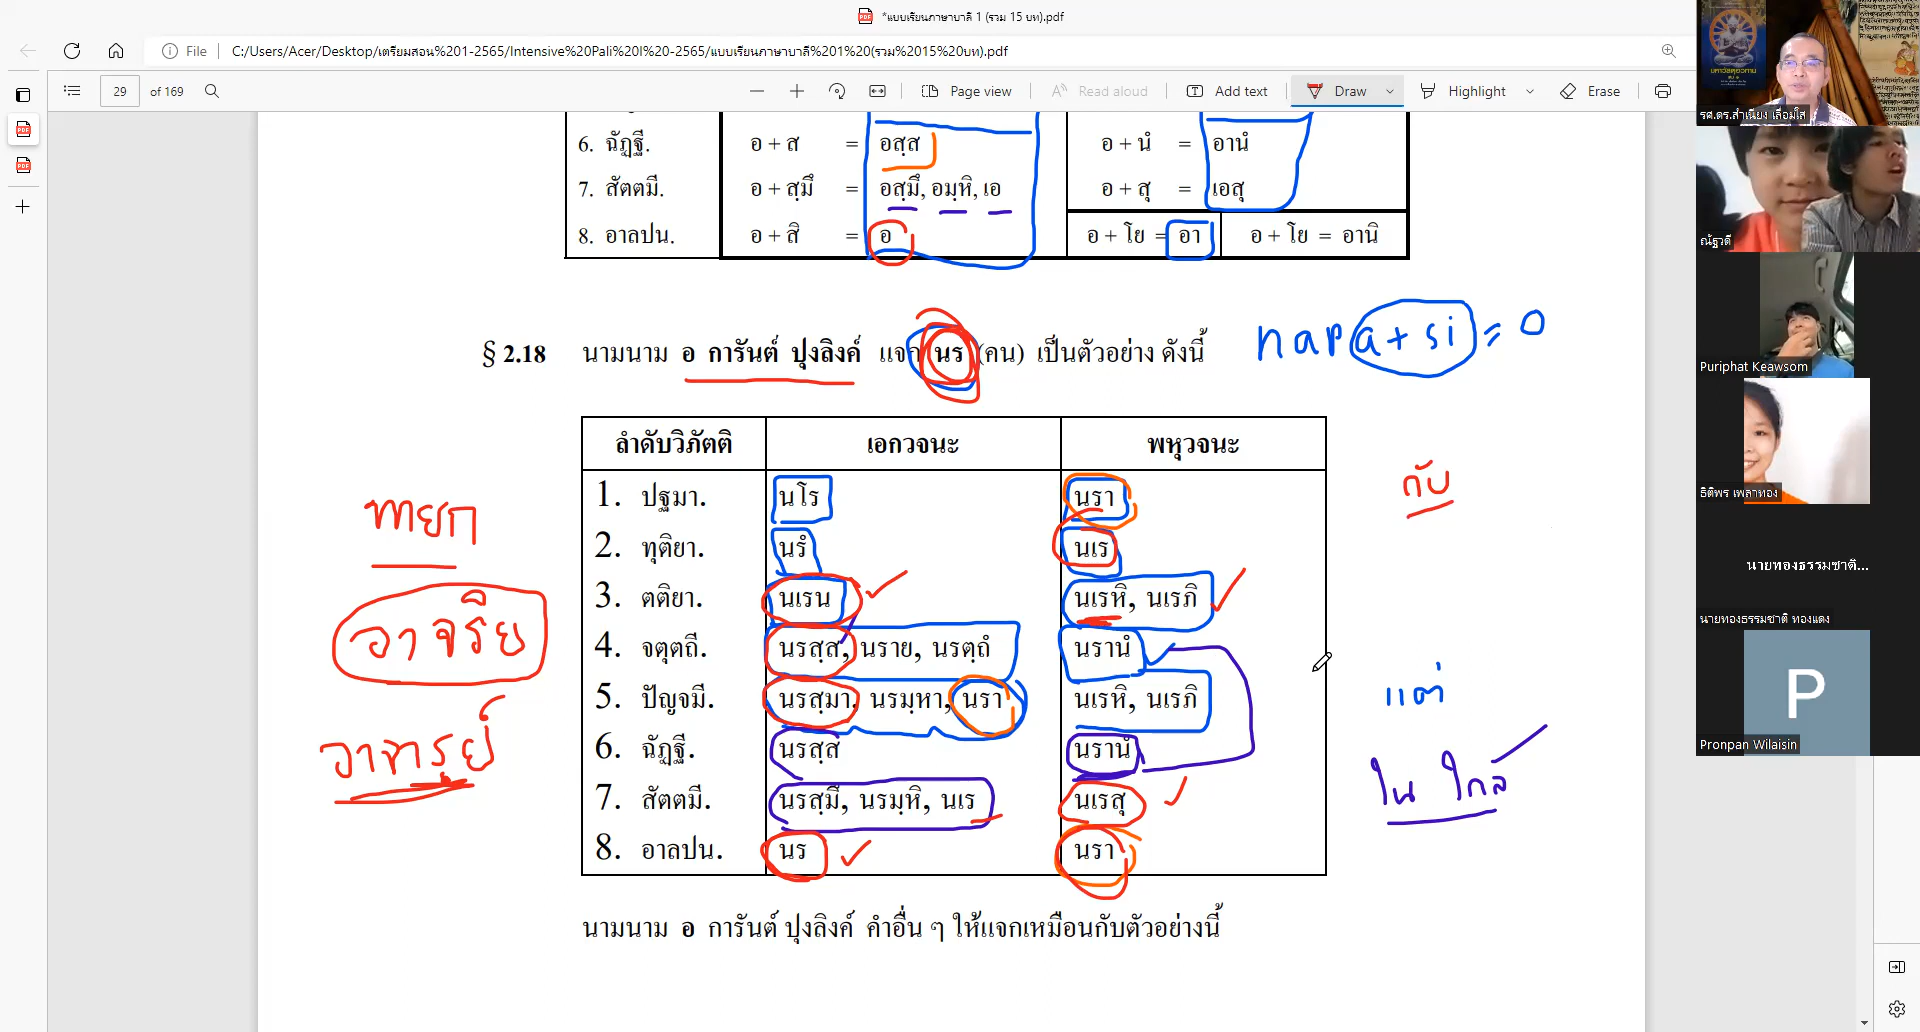 *แบบเรียนภาษาบาลี 1 (รวม 15 บท).pdf
File C:/Users/Acer/Desktop/เตรียมสอน%201-2565/Intensive%20Pali%20I%20-2565/แบบเรียนภาษาบาลี%201%20(รวม%2015%20บท).pdf
29 of 169 Page view Read aloud Add text Draw Highlight Erase
6. ฉัฏฐี. อ + ส = อสฺส อ + นํ = อานํ
7. สัตตมี. อ + สฺมึ = อสฺมึ, อมฺหิ, เอ อ + สุ = เอสุ
8. อาลปน. อ + สิ = อ อ + โย = อา อ + โย = อานิ
§ 2.18 นามนาม อ การันต์ ปุงลิงค์ แจก นร (คน) เป็นตัวอย่าง ดังนี้
napa+si = 0
ลำดับวิภัตติ เอกวจนะ พหุวจนะ
1. ปฐมา. นโร นรา
2. ทุติยา. นรํ นเร
3. ตติยา. นเรน นเรหิ, นเรภิ
4. จตุตถี. นรสฺส, นราย, นรตฺถํ นรานํ
5. ปัญจมี. นรสฺมา. นรมฺหา, นรา นเรหิ, นเรภิ
6. ฉัฏฐี. นรสฺส นรานํ
7. สัตตมี. นรสฺมึ, นรมฺหิ, นเร นเรสุ
8. อาลปน. นร นรา
นามนาม อ การันต์ ปุงลิงค์ คำอื่น ๆ ให้แจกเหมือนกับตัวอย่างนี้
ทายก
อาจริย
อาจารย์
กับ
แต่
ใน ใกล้
รศ.ดร.สำเนียง เลื่อมใส
ณัฐวดี
Puriphat Keawsom
ธิติพร เพลาทอง
นายทองธรรมชาติ...
นายทองธรรมชาติ ทองแดง
P
Pronpan Wilaisin